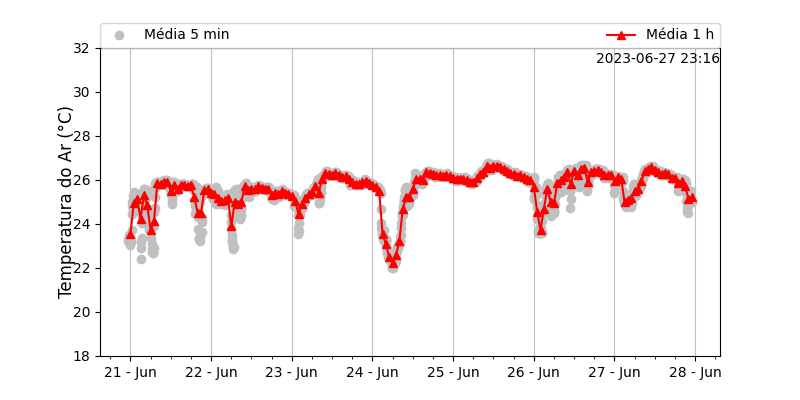 Média 5 min
Média 1 h
2023-06-27 23:16
Temperatura do Ar (°C)
32
30
28
26
24
22
20
18
21 - Jun
22 - Jun
23 - Jun
24 - Jun
25 - Jun
26 - Jun
27 - Jun
28 - Jun